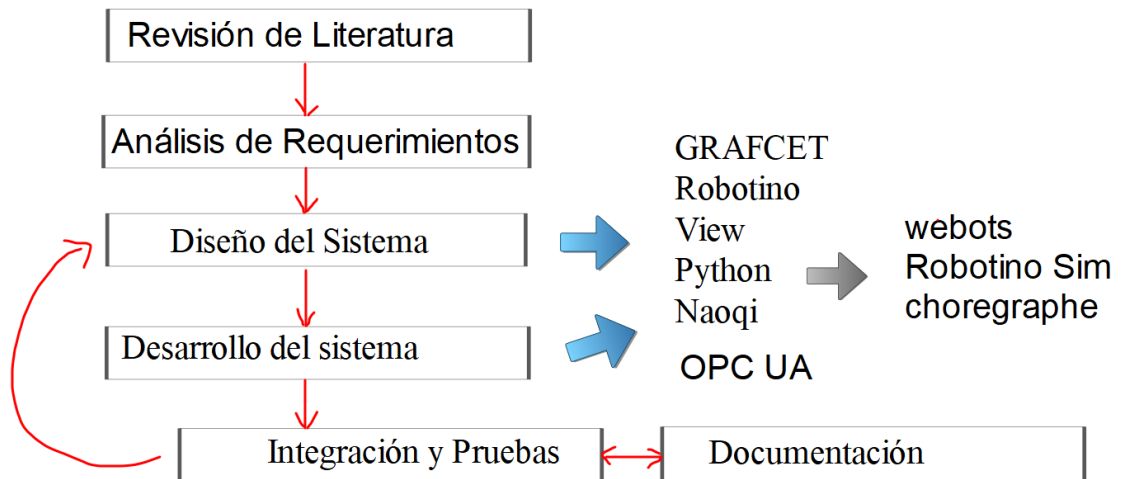 Revisión de Literatura
Análisis de Requerimientos
Diseño del Sistema
Desarrollo del sistema
Integración y Pruebas
Documentación
GRAFCET
Robotino
View
Python
Naoqi
OPC UA
webots
Robotino Sim
choregraphe